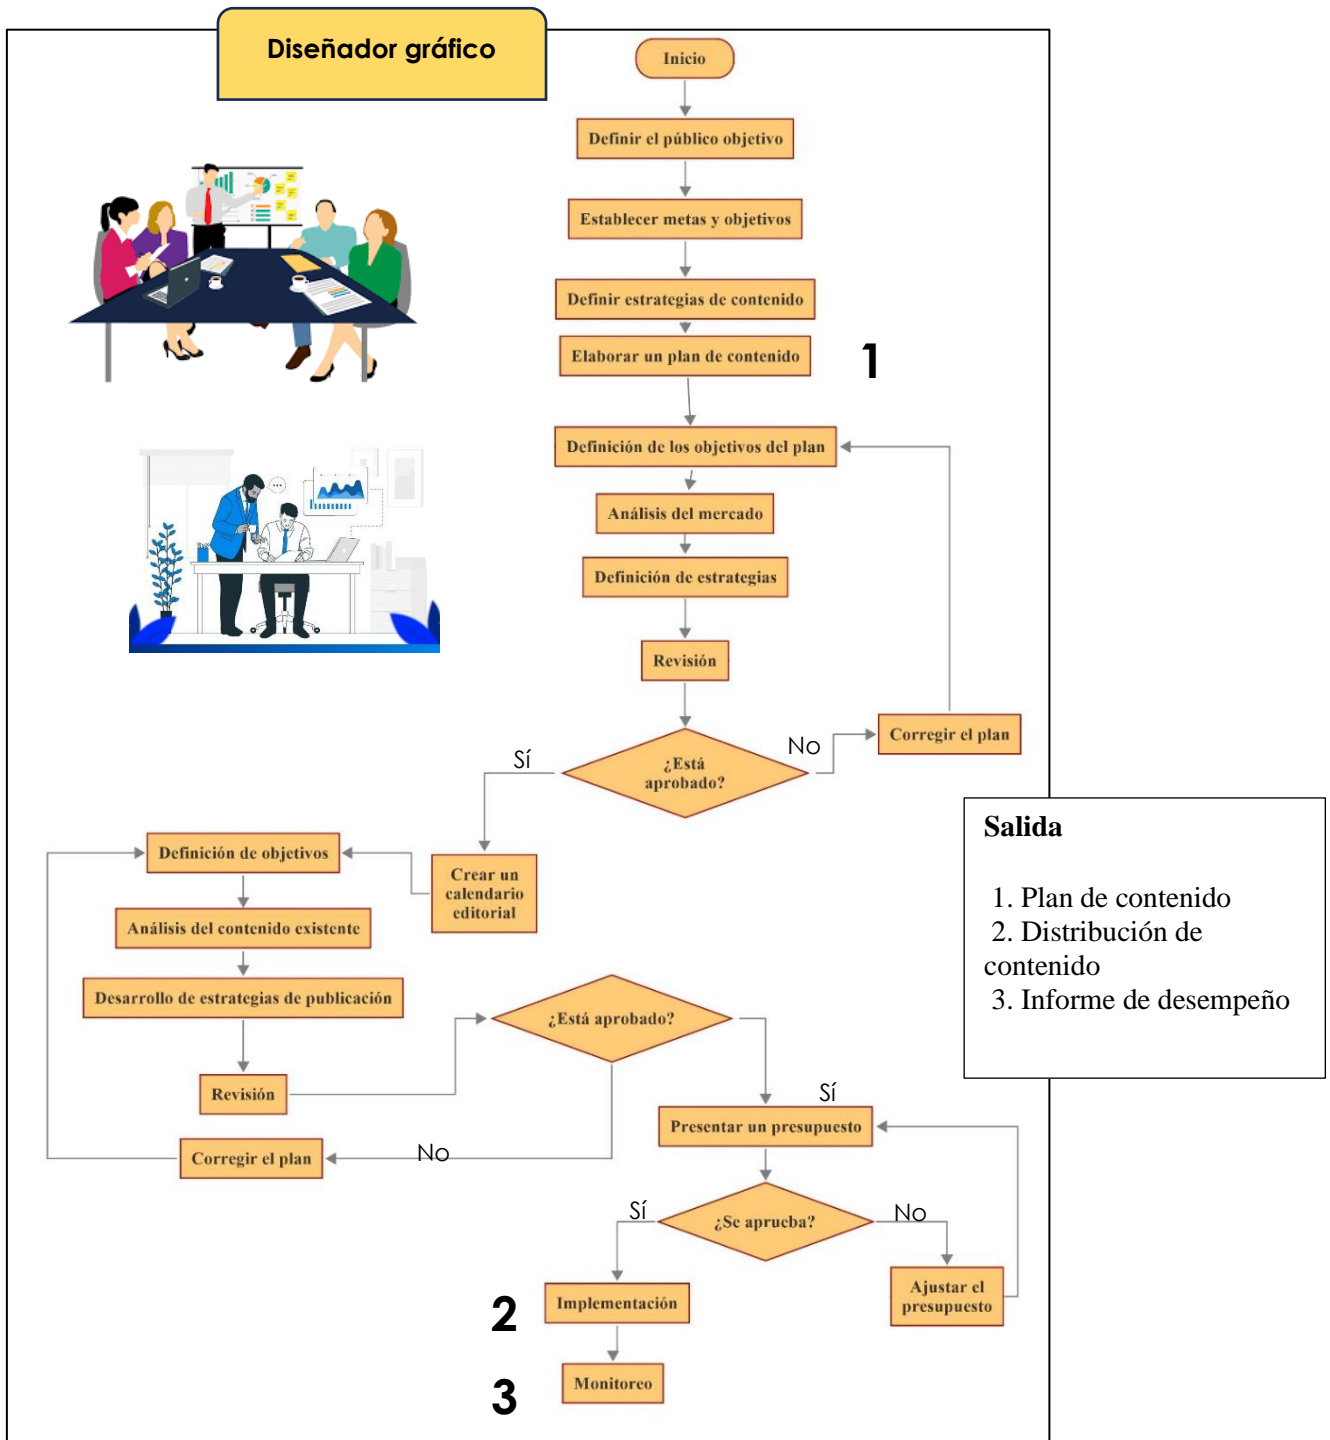 Diseñador gráfico
Inicio
Definir el público objetivo
Establecer metas y objetivos
Definir estrategias de contenido
Elaborar un plan de contenido
1
Definición de los objetivos del plan
Análisis del mercado
Definición de estrategias
Revisión
¿Está
aprobado?
Sí
No
Corregir el plan
Crear un
calendario
editorial
Definición de objetivos
Análisis del contenido existente
Desarrollo de estrategias de publicación
Revisión
¿Está aprobado?
No
Corregir el plan
Sí
Presentar un presupuesto
¿Se aprueba?
Sí
No
Ajustar el
presupuesto
Implementación
2
Monitoreo
3
Salida
1. Plan de contenido
2. Distribución de
contenido
3. Informe de desempeño